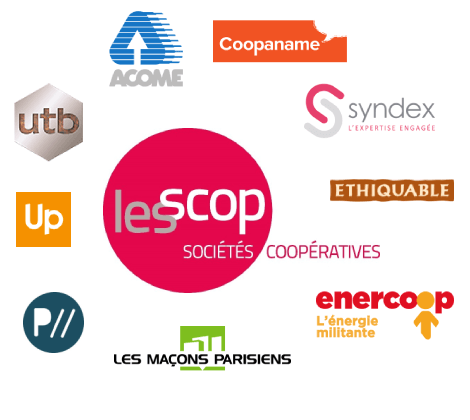 ACOME
Coopaname
utb
syndex
L'EXPERTISE ENGAGÉE
les scop
SOCIÉTÉS COOPÉRATIVES
ETHIQUABLE
Up
enercoop
L'énergie
militante
P//
LES MAÇONS PARISIENS